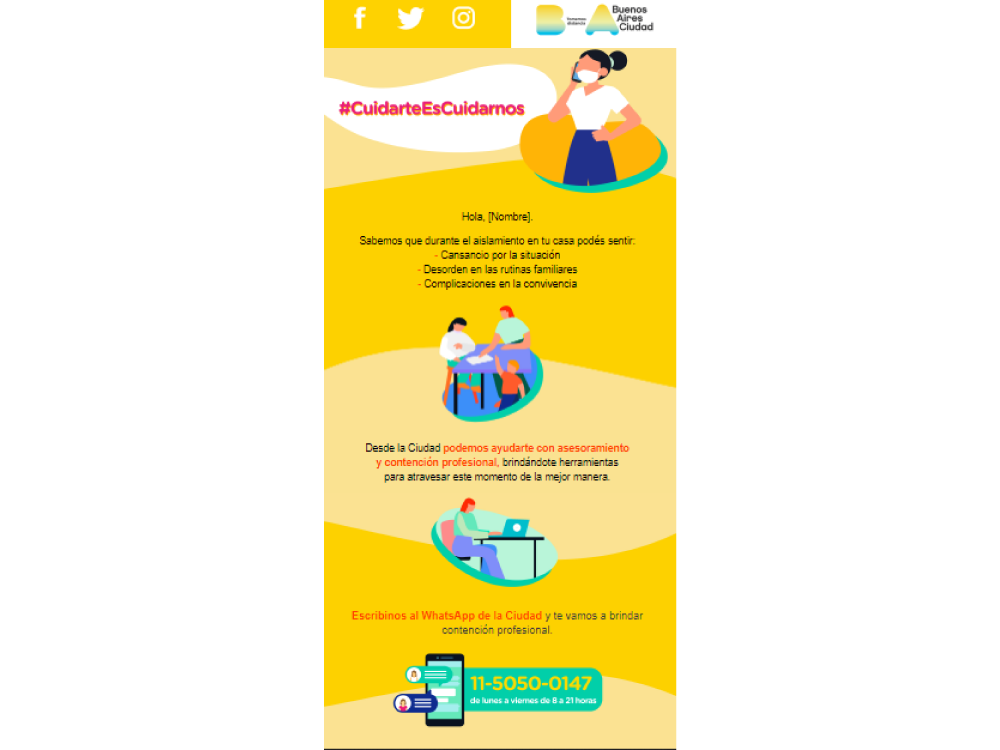 BA
hacemos
distancia
Buenos
Aires
Ciudad
#CuidarteEsCuidarnos
Hola, [Nombre].
Sabemos que durante el aislamiento en tu casa podés sentir:
- Cansancio por la situación
- Desorden en las rutinas familiares
- Complicaciones en la convivencia
Desde la Ciudad podemos ayudarte con asesoramiento
y contención profesional, brindándote herramientas
para atravesar este momento de la mejor manera.
Escribinos al WhatsApp de la Ciudad y te vamos a brindar
contención profesional.
11-5050-0147
de lunes a viernes de 8 a 21 horas